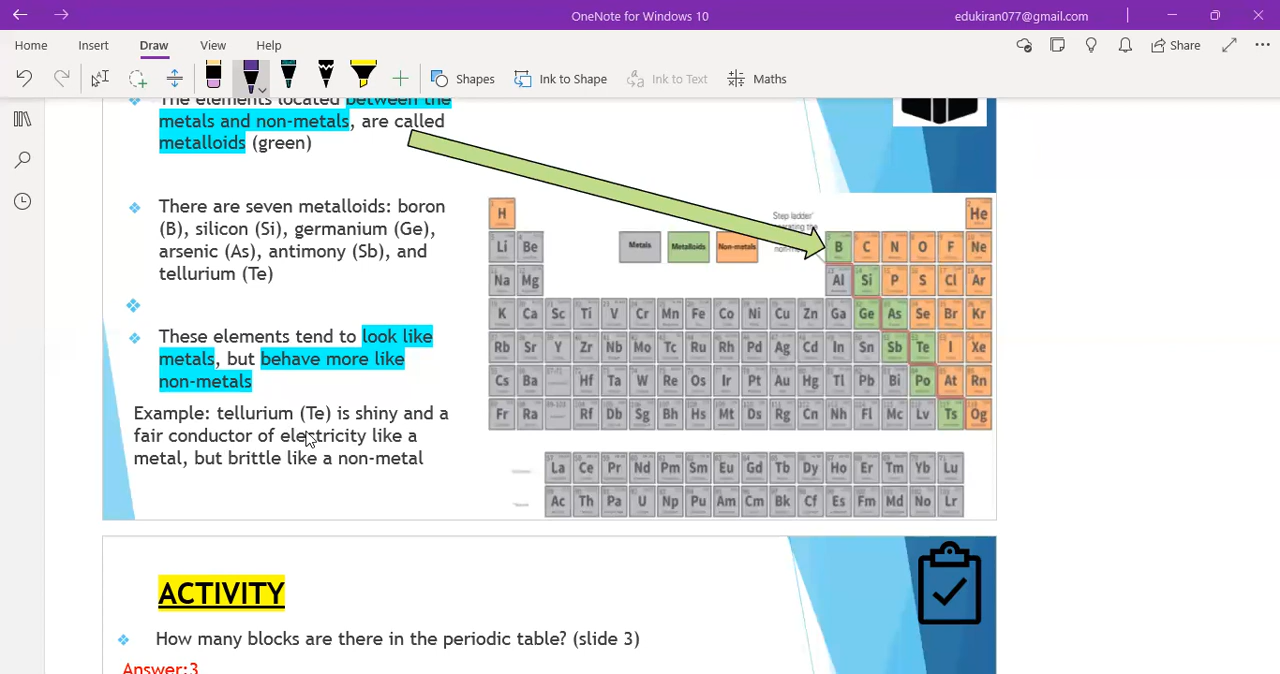 OneNote for Windows 10
edukiran077@gmail.com
Home Insert Draw View Help
Share
Shapes Ink to Shape Ink to Text Maths
The elements located between the
metals and non-metals, are called
metalloids (green)
There are seven metalloids: boron
(B), silicon (Si), germanium (Ge),
arsenic (As), antimony (Sb), and
tellurium (Te)
These elements tend to look like
metals, but behave more like
non-metals
Example: tellurium (Te) is shiny and a
fair conductor of electricity like a
metal, but brittle like a non-metal
Step ladder'
Metals Metalloids Non-metals
H He
Li Be B C N O F Ne
Na Mg Al Si P S Cl Ar
K Ca Sc Ti V Cr Mn Fe Co Ni Cu Zn Ga Ge As Se Br Kr
Rb Sr Y Zr Nb Mo Tc Ru Rh Pd Ag Cd In Sn Sb Te I Xe
Cs Ba Hf Ta W Re Os Ir Pt Au Hg Tl Pb Bi Po At Rn
Fr Ra Rf Db Sg Bh Hs Mt Ds Rg Cn Nh Fl Mc Lv Ts Og
La Ce Pr Nd Pm Sm Eu Gd Tb Dy Ho Er Tm Yb Lu
Ac Th Pa U Np Pu Am Cm Bk Cf Es Fm Md No Lr
ACTIVITY
How many blocks are there in the periodic table? (slide 3)
Answer:3